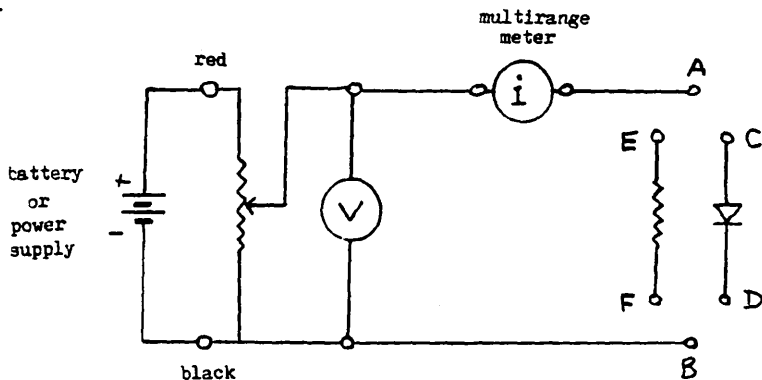 multirange
meter
red
i
A
E
C
battery
or
power
supply
+
-
V
F
D
B
black